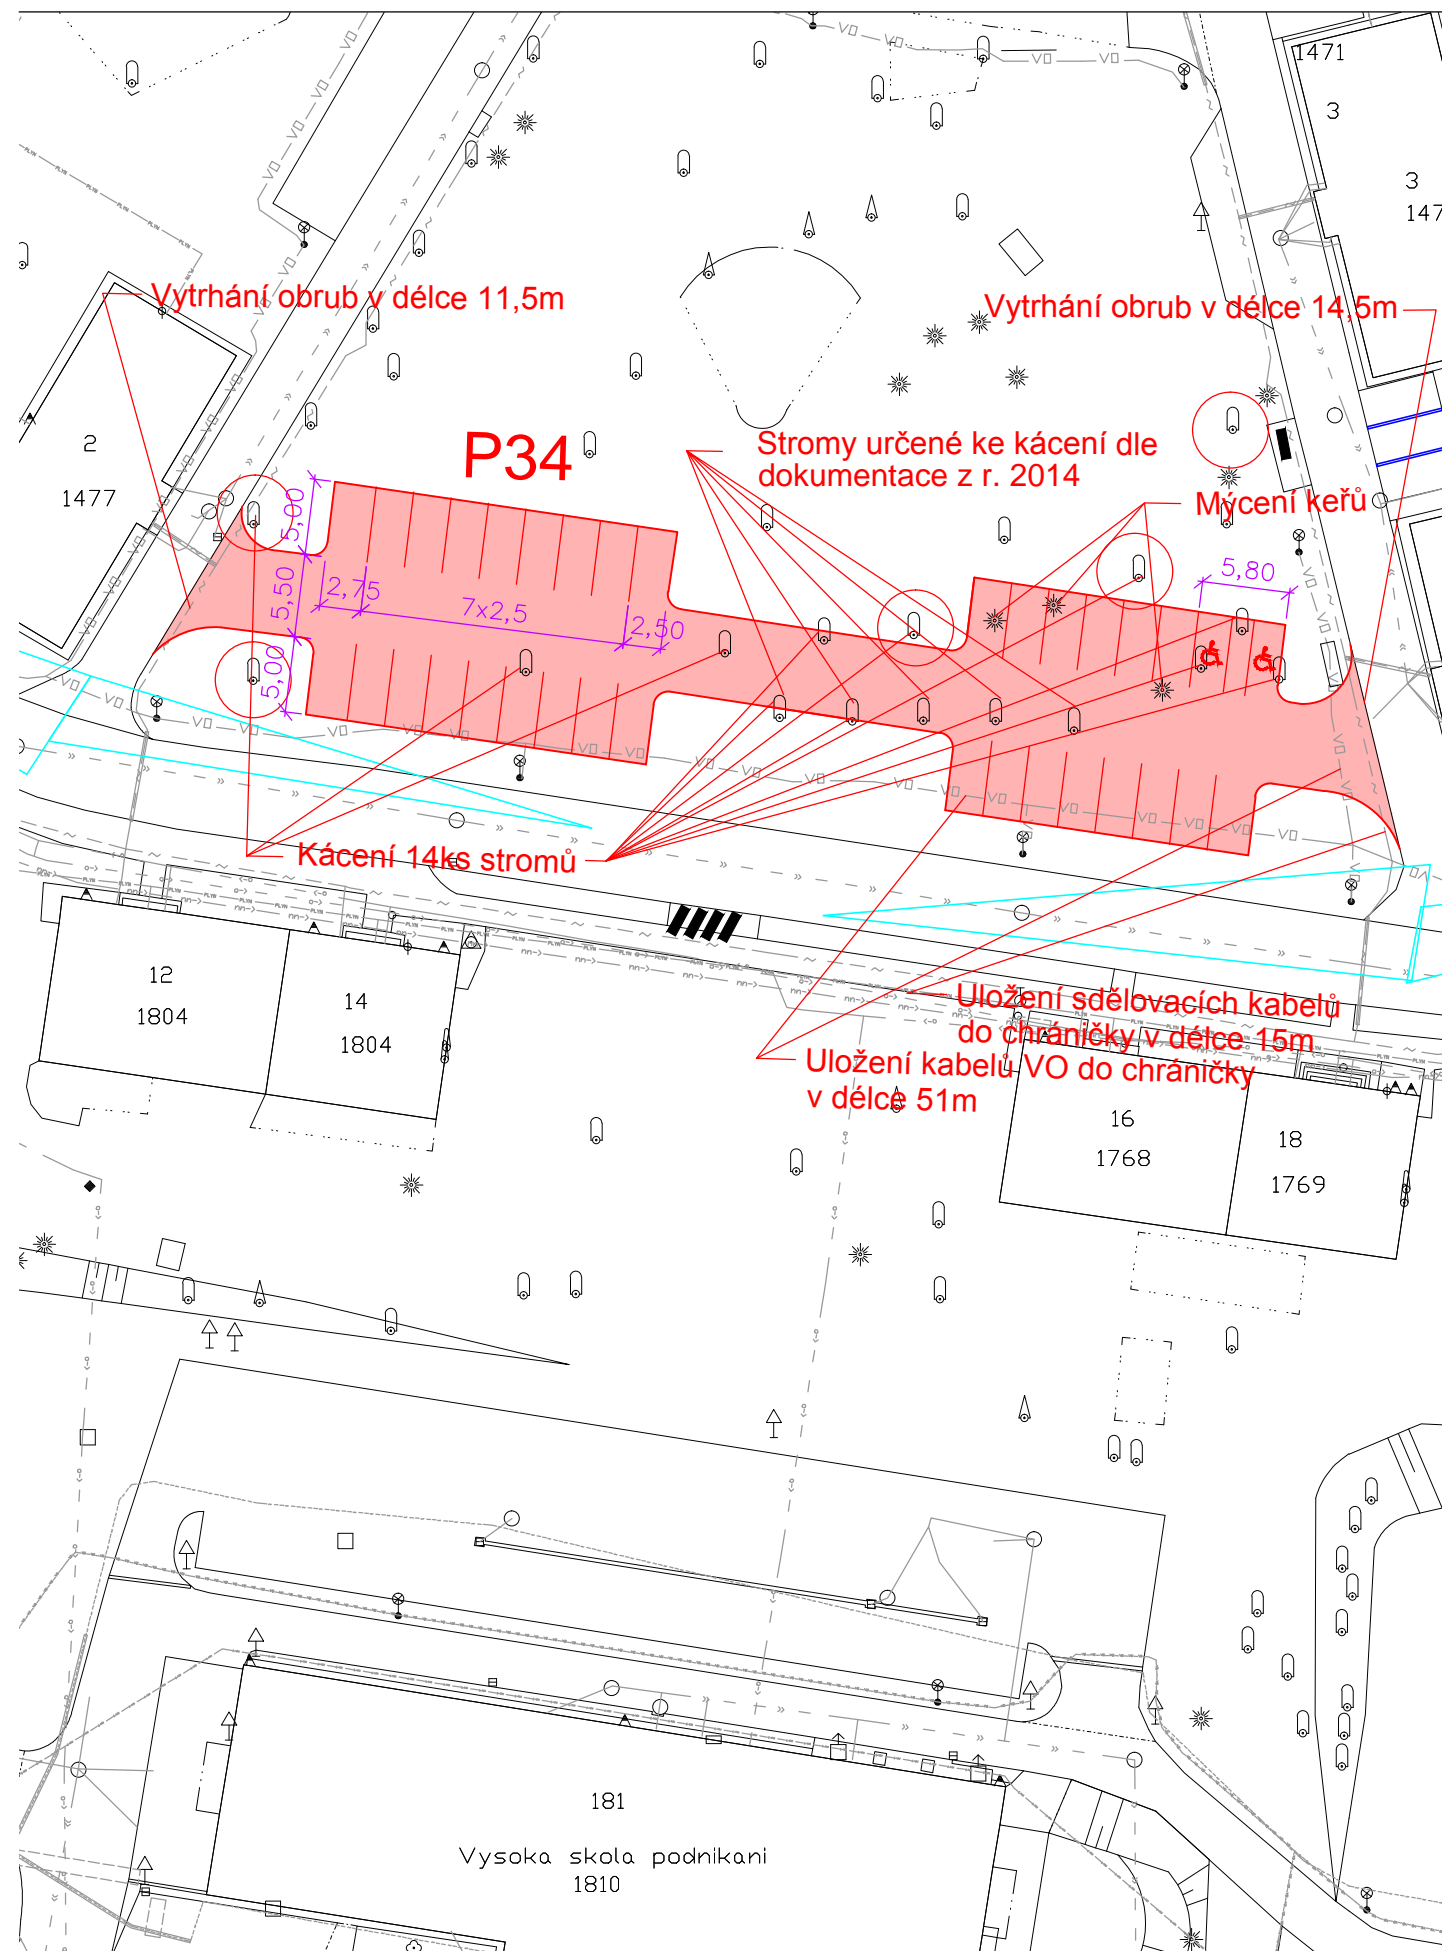 1471
3
3
147
Vytrhání obrub v délce 11,5m
Vytrhání obrub v délce 14,5m
2
1477
P34
Stromy určené ke kácení dle
dokumentace z r. 2014
Mýcení keřů
5,00
5,50
5,00
2,75
7x2,5
2,50
5,80
Kácení 14ks stromů
12
1804
14
1804
Uložení sdělovacích kabelů
do chráničky v délce 15m
Uložení kabelů VO do chráničky
v délce 51m
16
1768
18
1769
181
Vysoka skola podnikani
1810